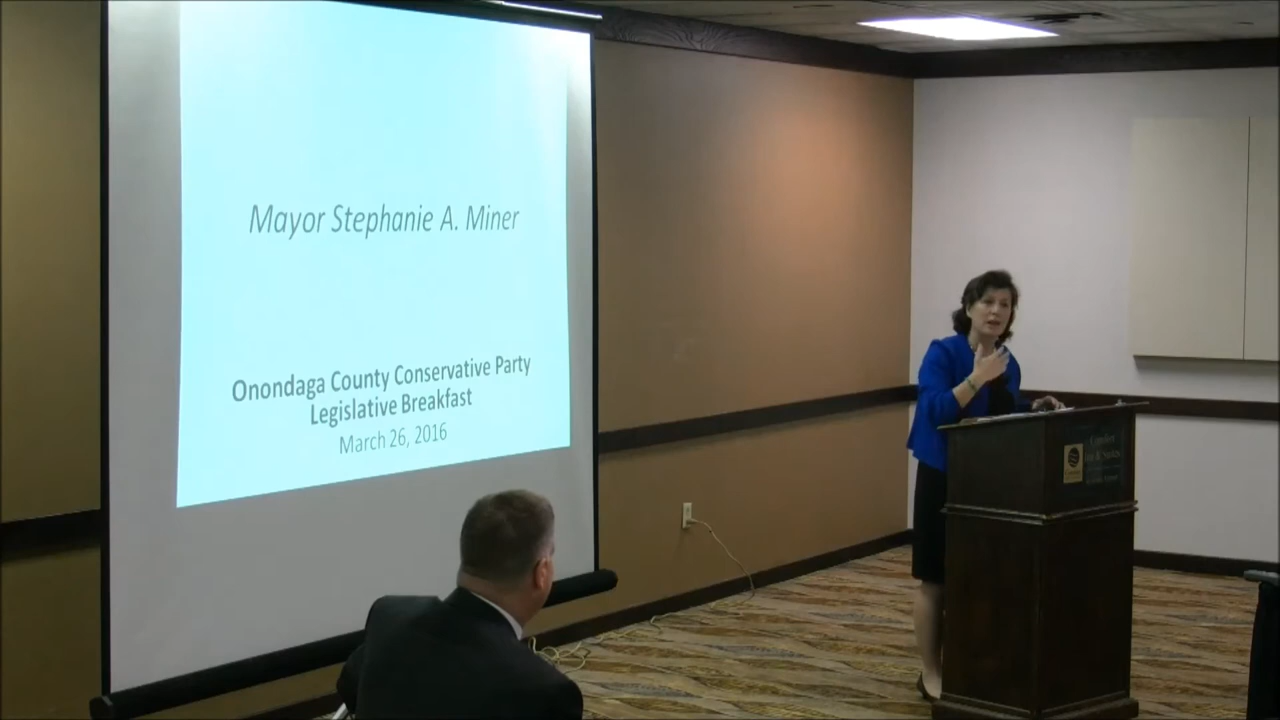 Mayor Stephanie A. Miner
Onondaga County Conservative Party
Legislative Breakfast
March 26, 2016